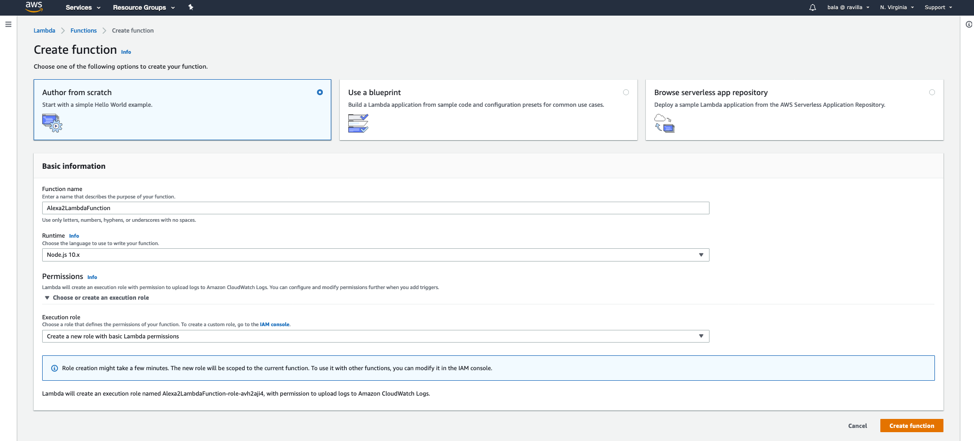 aws Services Resource Groups bala @ ravilla N. Virginia Support
Lambda Functions Create function
Create function Info
Choose one of the following options to create your function.
Author from scratch
Start with a simple Hello World example.
Use a blueprint
Build a Lambda application from sample code and configuration presets for common use cases.
Browse serverless app repository
Deploy a sample Lambda application from the AWS Serverless Application Repository.
Basic information
Function name
Enter a name that describes the purpose of your function.
Alexa2LambdaFunction
Use only letters, numbers, hyphens, or underscores with no spaces.
Runtime Info
Choose the language to use to write your function.
Node.js 10.x
Permissions Info
Lambda will create an execution role with permission to upload logs to Amazon CloudWatch Logs. You can configure and modify permissions further when you add triggers.
Choose or create an execution role
Execution role
Choose a role that defines the permissions of your function. To create a custom role, go to the IAM console.
Create a new role with basic Lambda permissions
Role creation might take a few minutes. The new role will be scoped to the current function. To use it with other functions, you can modify it in the IAM console.
Lambda will create an execution role named Alexa2LambdaFunction-role-avh2aji4, with permission to upload logs to Amazon CloudWatch Logs.
Cancel Create function